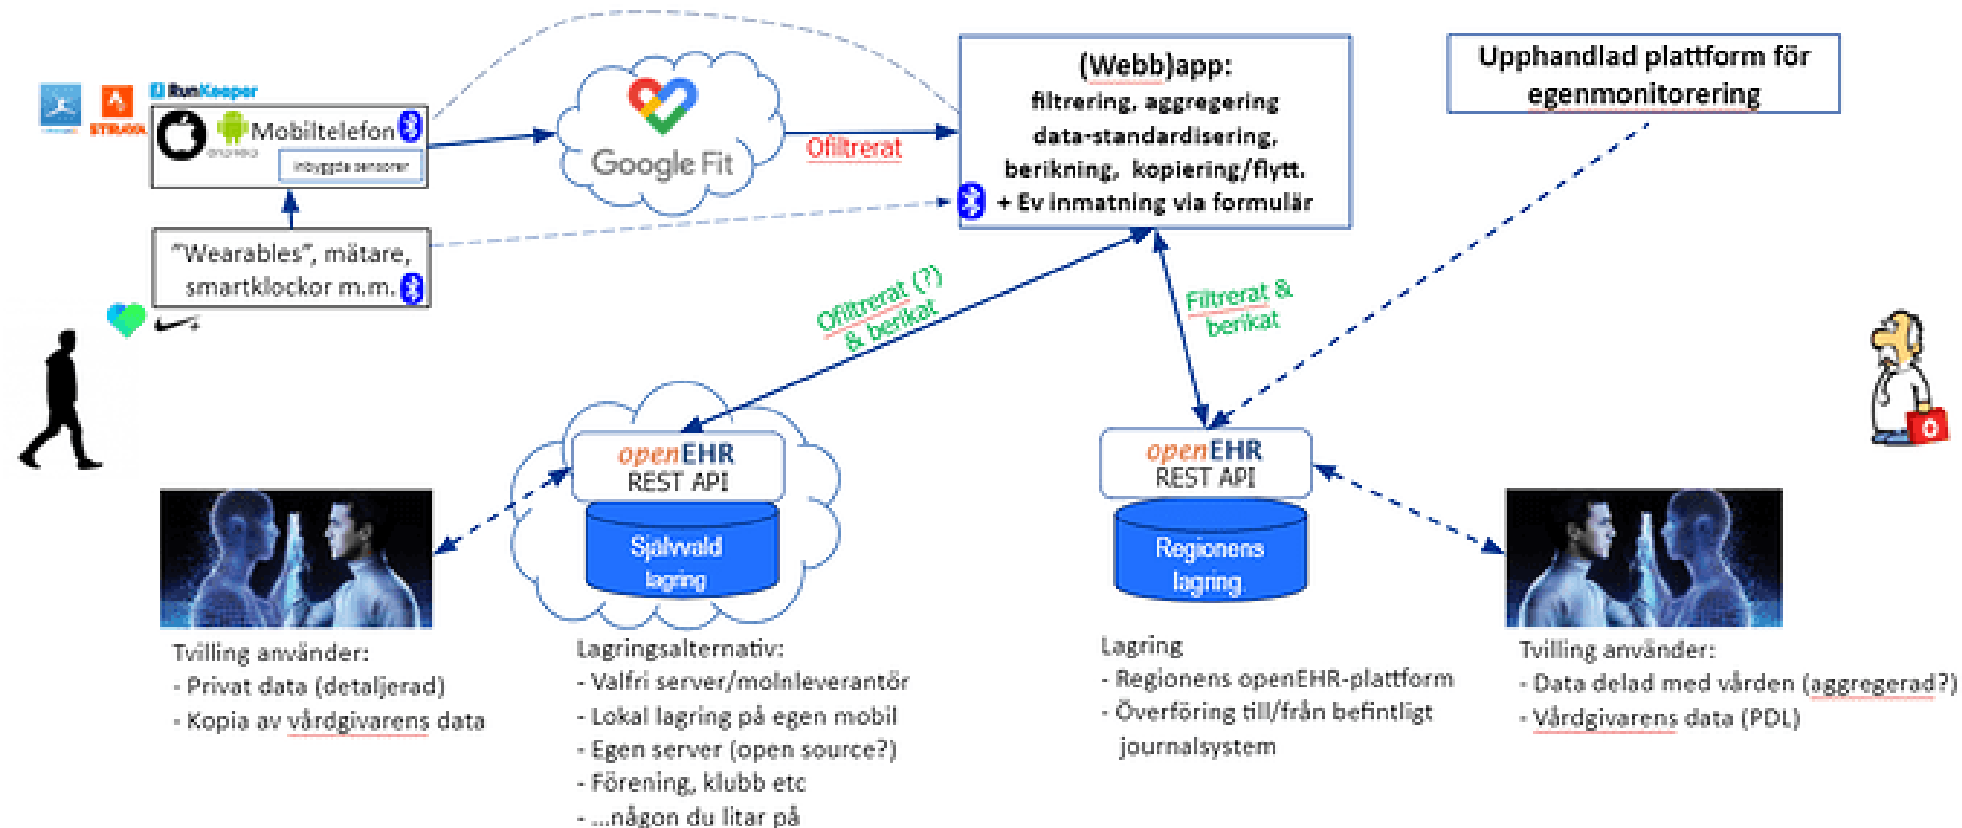 RunKeeper
Mobiltelefon
android
Inbyggda sensorer
"Wearables", mätare,
smartklockor m.m.
Google Fit
Ofiltrerat
(Webb)app:
filtrering, aggregering
data-standardisering,
berikning, kopiering/flytt.
+ Ev inmatning via formulär
Upphandlad plattform för
egenmonitorering
Ofiltrerat (?)
& berikat
Filtrerat &
berikat
openEHR
REST API
Självvald
lagring
openEHR
REST API
Regionens
lagring
Tvilling använder:
- Privat data (detaljerad)
- Kopia av vårdgivarens data
Lagringsalternativ:
- Valfri server/molnleverantör
- Lokal lagring på egen mobil
- Egen server (open source?)
- Förening, klubb etc
- ...någon du litar på
Lagring
- Regionens openEHR-plattform
- Överföring till/från befintligt
journalsystem
Tvilling använder:
- Data delad med vården (aggregerad?)
- Vårdgivarens data (PDL)